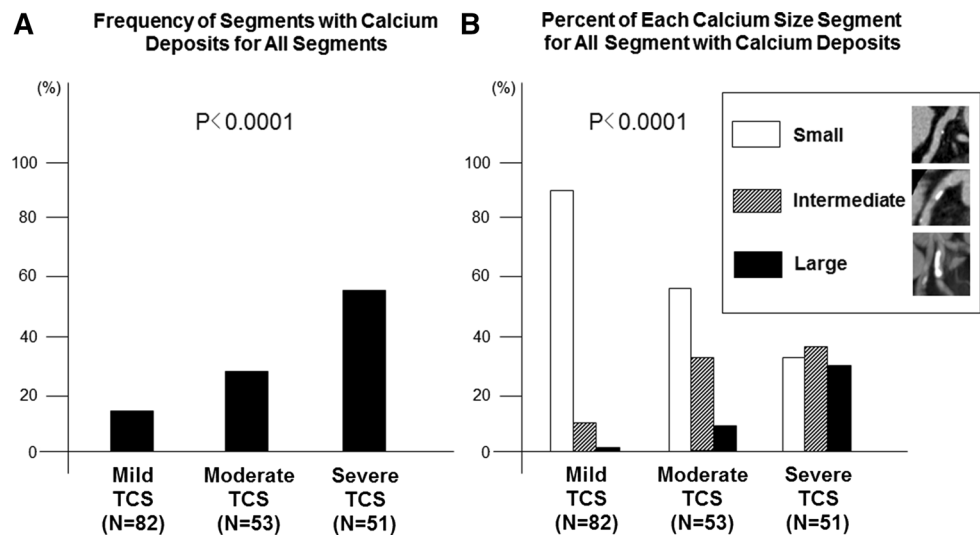 A
Frequency of Segments with Calcium
Deposits for All Segments
(%)
P< 0.0001
100
80
60
40
20
0
Mild
TCS
(N=82)
Moderate
TCS
(N=53)
Severe
TCS
(N=51)
B
Percent of Each Calcium Size Segment
for All Segment with Calcium Deposits
(%)
P< 0.0001
Small
Intermediate
Large
100
80
60
40
20
0
Mild
TCS
(N=82)
Moderate
TCS
(N=53)
Severe
TCS
(N=51)